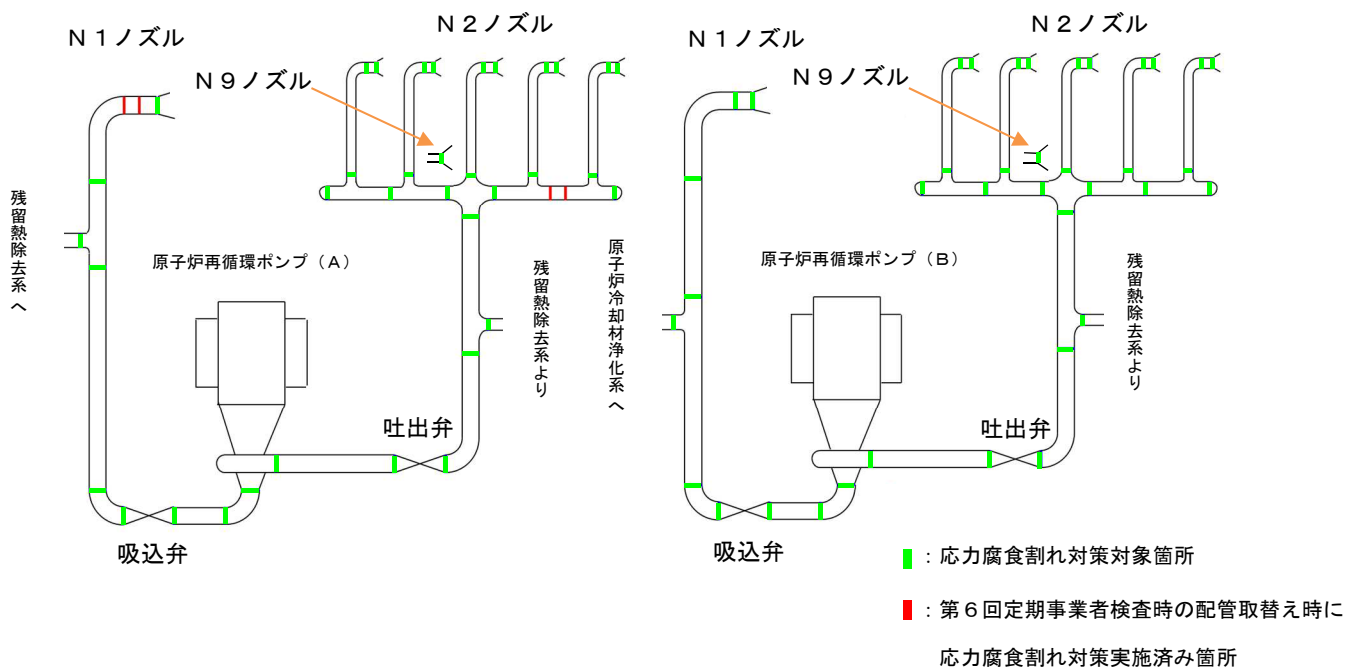 N1ノズル
N2ノズル
N9ノズル
残留熱除去系へ
原子炉再循環ポンプ(A)
残留熱除去系より
原子炉冷却材浄化系へ
吐出弁
吸込弁
N1ノズル
N2ノズル
N9ノズル
原子炉再循環ポンプ(B)
残留熱除去系より
吐出弁
吸込弁
:応力腐食割れ対策対象箇所
:第6回定期事業者検査時の配管取替え時に
応力腐食割れ対策実施済み箇所